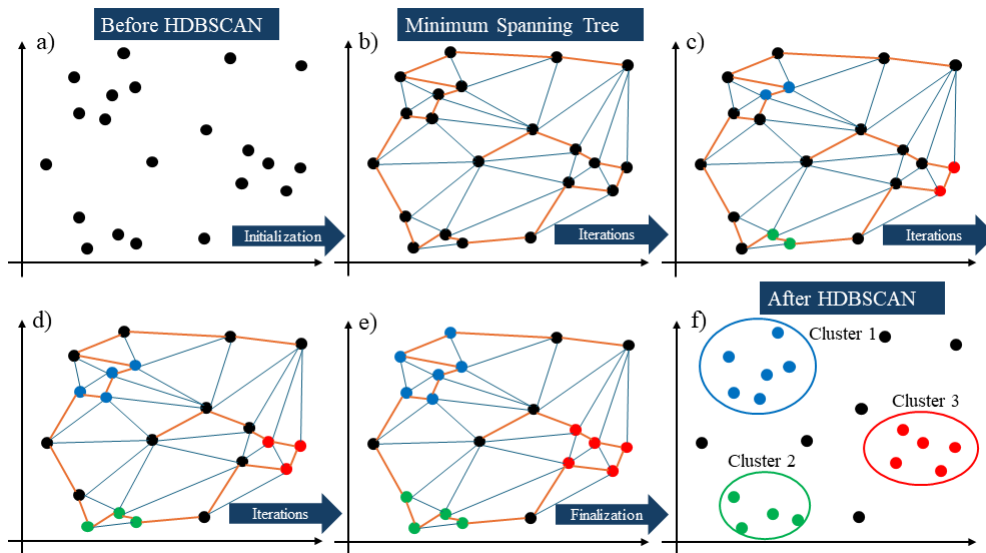 Before HDBSCAN
Minimum Spanning Tree
a)
b)
c)
Initialization
Iterations
Iterations
After HDBSCAN
d)
e)
f)
Cluster 1
Cluster 3
Cluster 2
Iterations
Finalization